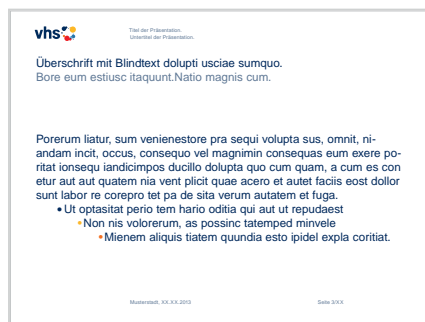 vhs
Titel der Präsentation.
Untertitel der Präsentation.
Überschrift mit Blindtext dolupti usciae sumquo.
Bore eum estiusc itaquunt.Natio magnis cum.
Porerum liatur, sum venienestore pra sequi volupta sus, omnit, ni-
andam incit, occus, consequo vel magnimin consequas eum exere po-
ritat ionsequ iandicimpos ducillo dolupta quo cum quam, a cum es con
etur aut aut quatem nia vent plicit quae acero et autet faciis eost dollor
sunt labor re corepro tet pa de sita verum autatem et fuga.
•Ut optasitat perio tem hario oditia qui aut ut repudaest
•Non nis volorerum, as possinc tatemped minvele
•Mienem aliquis tiatem quundia esto ipidel expla coritiat.
Musterstadt, XX.XX.2013
Seite 3/XX